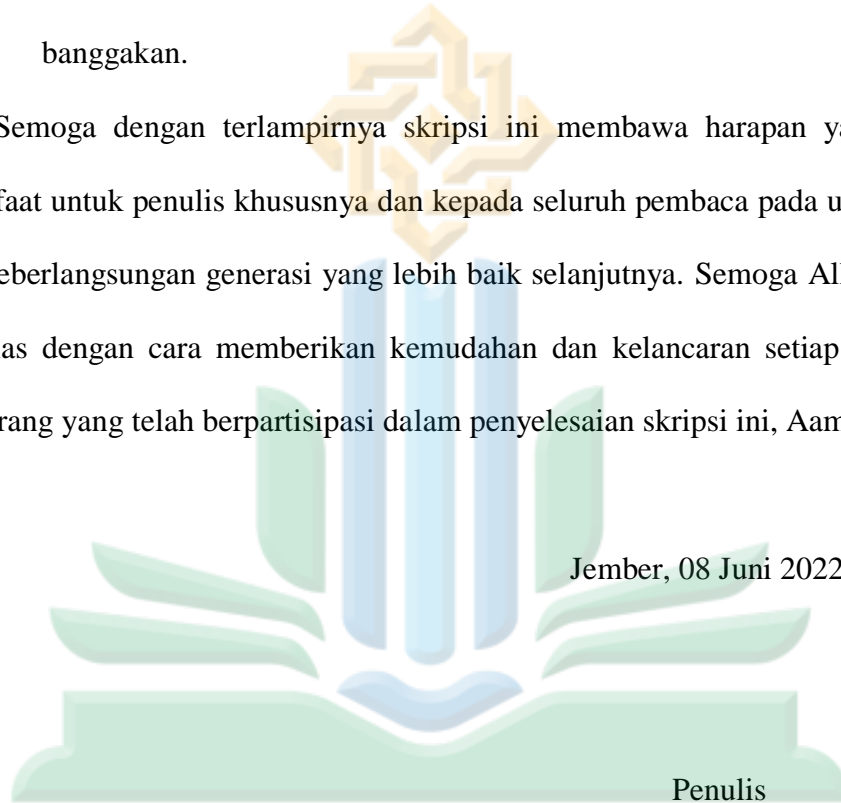 banggakan.
Semoga dengan terlampirnya skripsi ini membawa harapan ya
faat untuk penulis khususnya dan kepada seluruh pembaca pada u
eberlangsungan generasi yang lebih baik selanjutnya. Semoga All
as dengan cara memberikan kemudahan dan kelancaran setiap
rang yang telah berpartisipasi dalam penyelesaian skripsi ini, Aam
Jember, 08 Juni 2022
Penulis